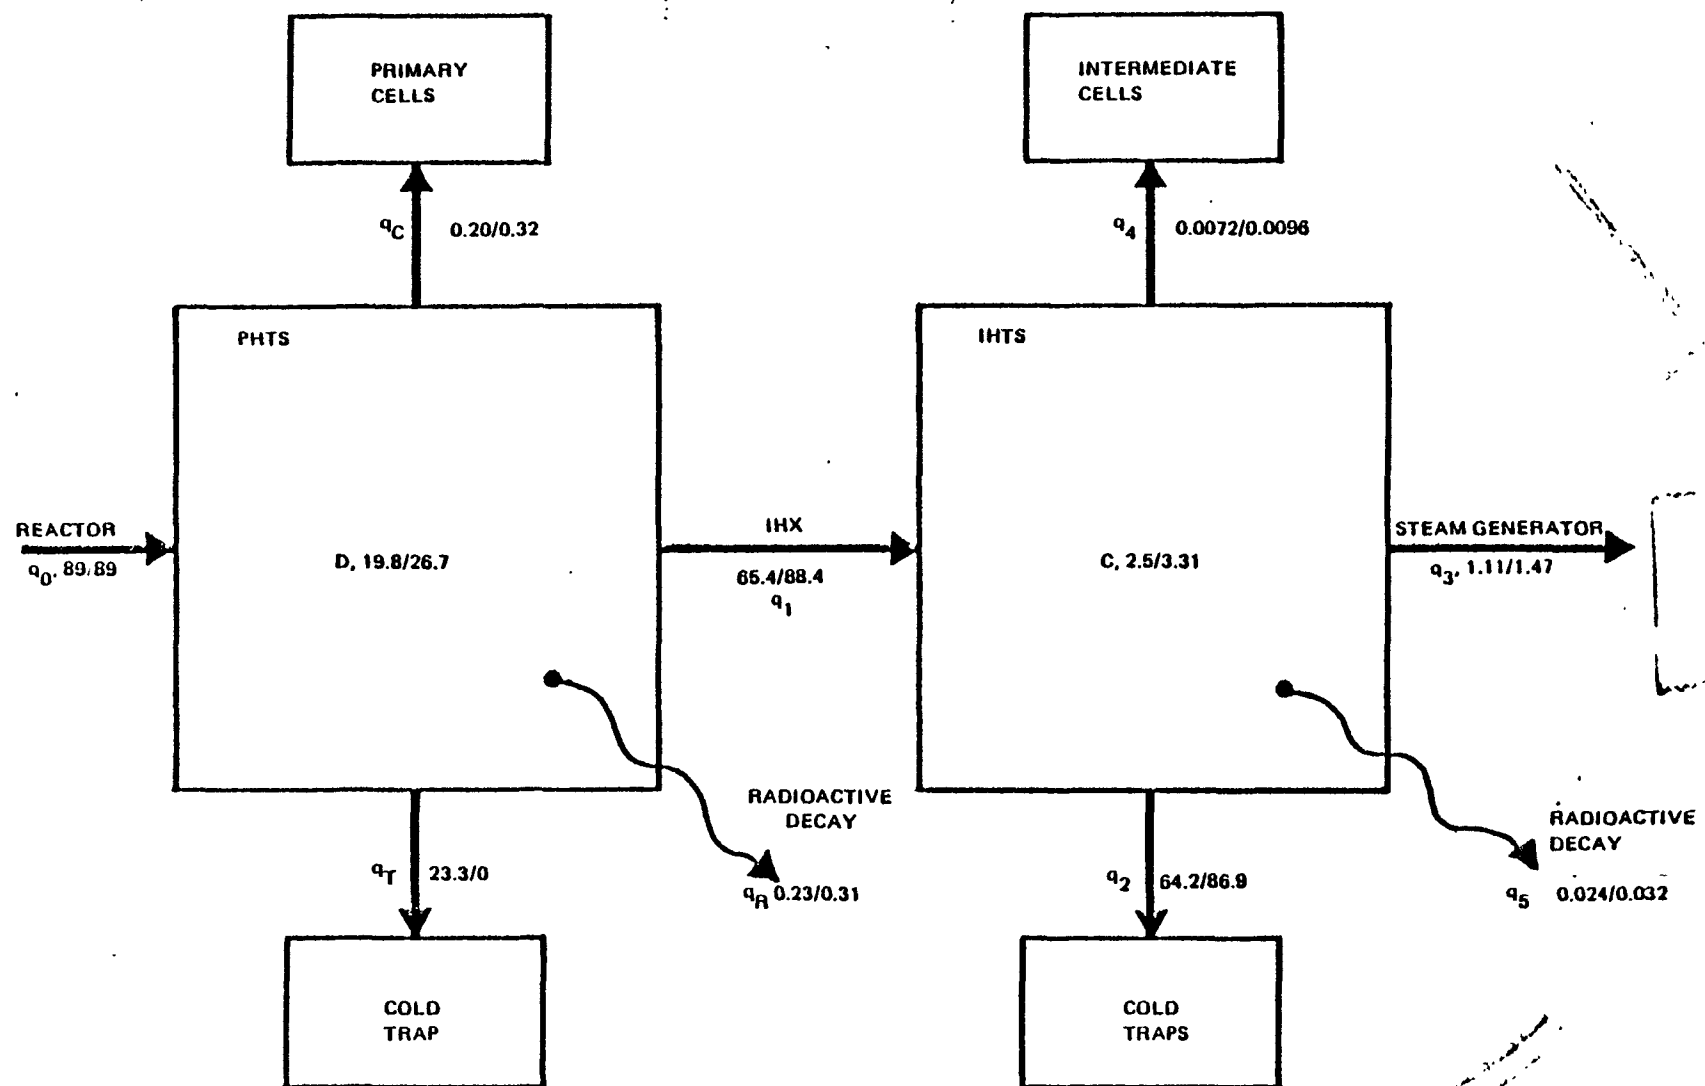 PRIMARY
CELLS
INTERMEDIATE
CELLS
qC 0.20/0.32
q4 0.0072/0.0096
PHTS
IHTS
REACTOR
q0, 89/89
D, 19.8/26.7
IHX
65.4/88.4
q1
C, 2.5/3.31
STEAM GENERATOR
q3, 1.11/1.47
RADIOACTIVE
DECAY
qR 0.23/0.31
RADIOACTIVE
DECAY
q5 0.024/0.032
qT 23.3/0
q2 64.2/86.9
COLD
TRAP
COLD
TRAPS